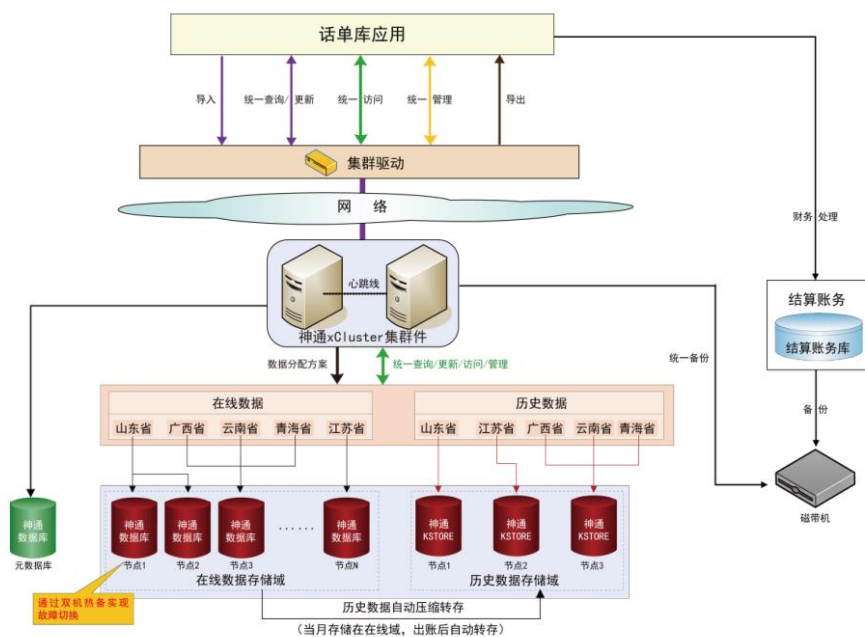 话单库应用
导入
统一查询/更新
统一访问
统一管理
导出
集群驱动
网络
财务处理
心跳线
神通xCluster集群件
结算账务
结算账务库
数据分配方案
统一查询/更新/访问/管理
统一备份
备份
在线数据
历史数据
山东省
广西省
云南省
青海省
江苏省
山东省
江苏省
广西省
云南省
青海省
磁带机
神通
数据库
神通
数据库
神通
数据库
神通
数据库
……
神通
数据库
神通
KSTORE
神通
KSTORE
神通
KSTORE
元数据库
节点1
节点2
节点3
节点N
节点1
节点2
节点3
在线数据存储域
历史数据存储域
通过双机热备实现
故障切换
历史数据自动压缩转存
(当月存储在在线域，出账后自动转存)